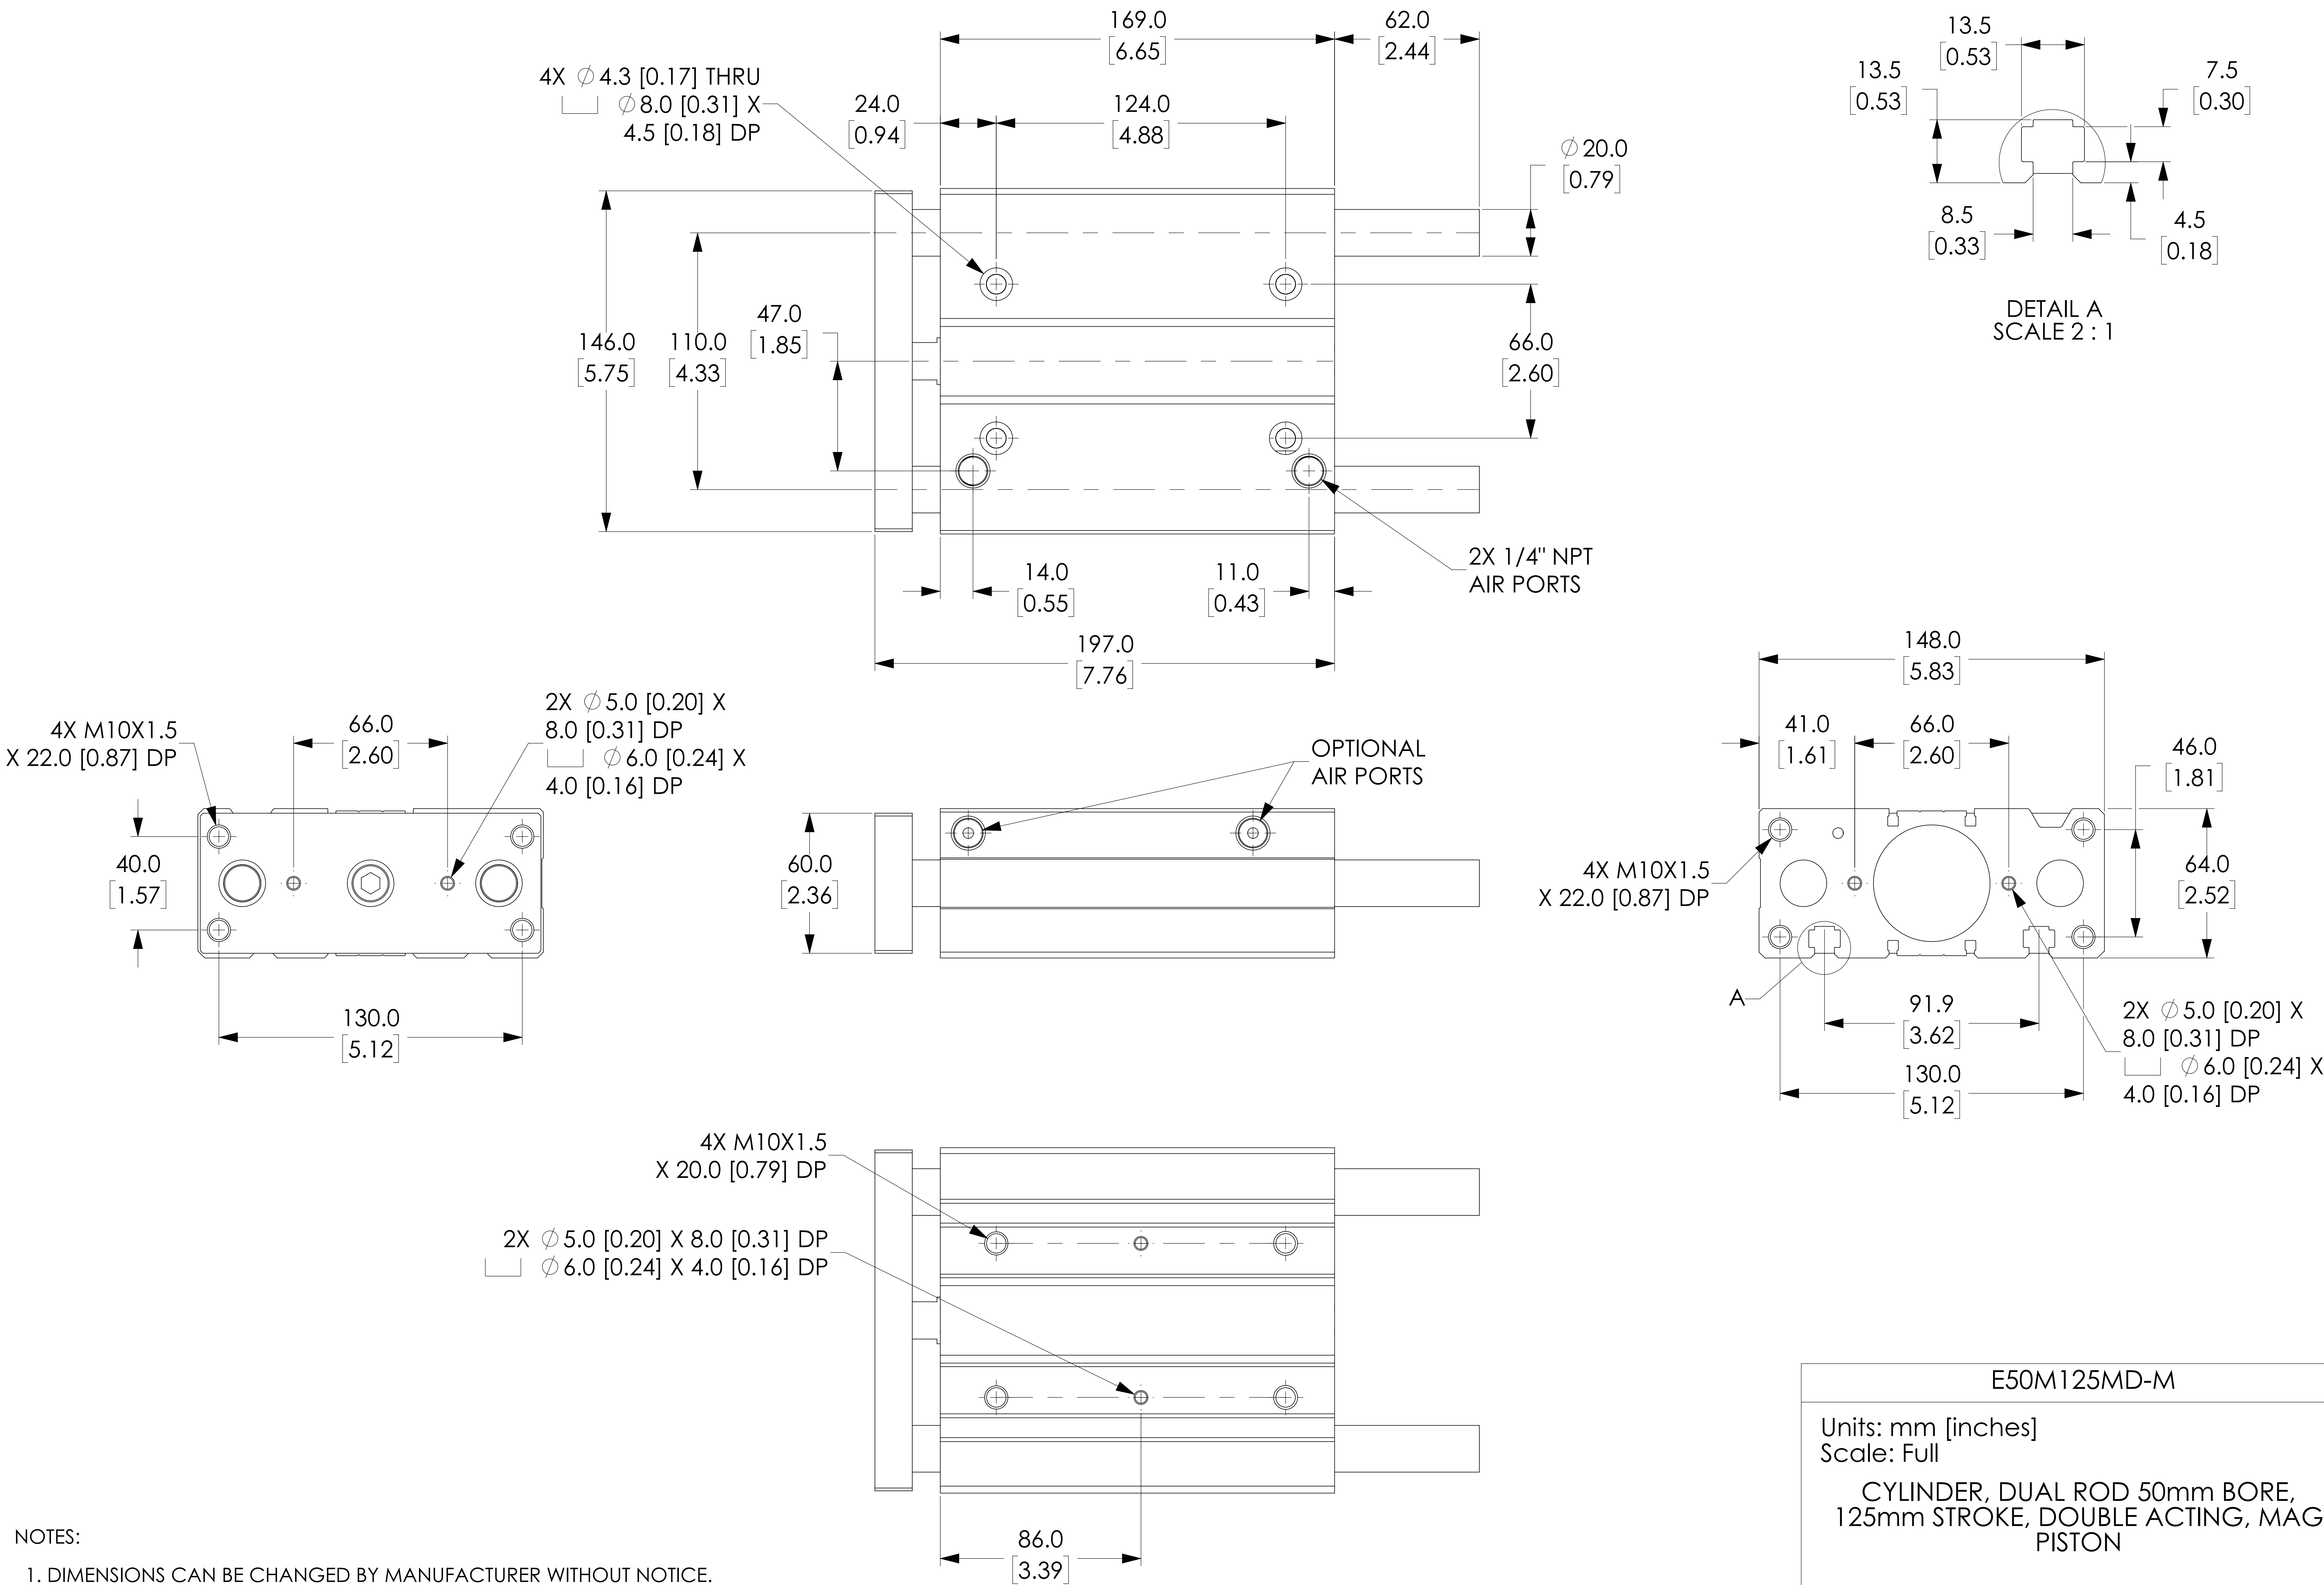 169.0
[6.65]
62.0
[2.44]
4X ∅4.3 [0.17] THRU
⌴ ∅8.0 [0.31] X
4.5 [0.18] DP
24.0
[0.94]
124.0
[4.88]
∅20.0
[0.79]
47.0
[1.85]
146.0
[5.75]
110.0
[4.33]
66.0
[2.60]
14.0
[0.55]
11.0
[0.43]
2X 1/4" NPT
AIR PORTS
197.0
[7.76]
13.5
[0.53]
13.5
[0.53]
7.5
[0.30]
8.5
[0.33]
4.5
[0.18]
DETAIL A
SCALE 2 : 1
4X M10X1.5
X 22.0 [0.87] DP
66.0
[2.60]
2X ∅5.0 [0.20] X
8.0 [0.31] DP
⌴ ∅6.0 [0.24] X
4.0 [0.16] DP
40.0
[1.57]
130.0
[5.12]
OPTIONAL
AIR PORTS
60.0
[2.36]
148.0
[5.83]
41.0
[1.61]
66.0
[2.60]
46.0
[1.81]
4X M10X1.5
X 22.0 [0.87] DP
64.0
[2.52]
A
91.9
[3.62]
130.0
[5.12]
2X ∅5.0 [0.20] X
8.0 [0.31] DP
⌴ ∅6.0 [0.24] X
4.0 [0.16] DP
4X M10X1.5
X 20.0 [0.79] DP
2X ∅5.0 [0.20] X 8.0 [0.31] DP
⌴ ∅6.0 [0.24] X 4.0 [0.16] DP
86.0
[3.39]
NOTES:
1. DIMENSIONS CAN BE CHANGED BY MANUFACTURER WITHOUT NOTICE.
E50M125MD-M
Units: mm [inches]
Scale: Full
CYLINDER, DUAL ROD 50mm BORE,
125mm STROKE, DOUBLE ACTING, MAG
PISTON